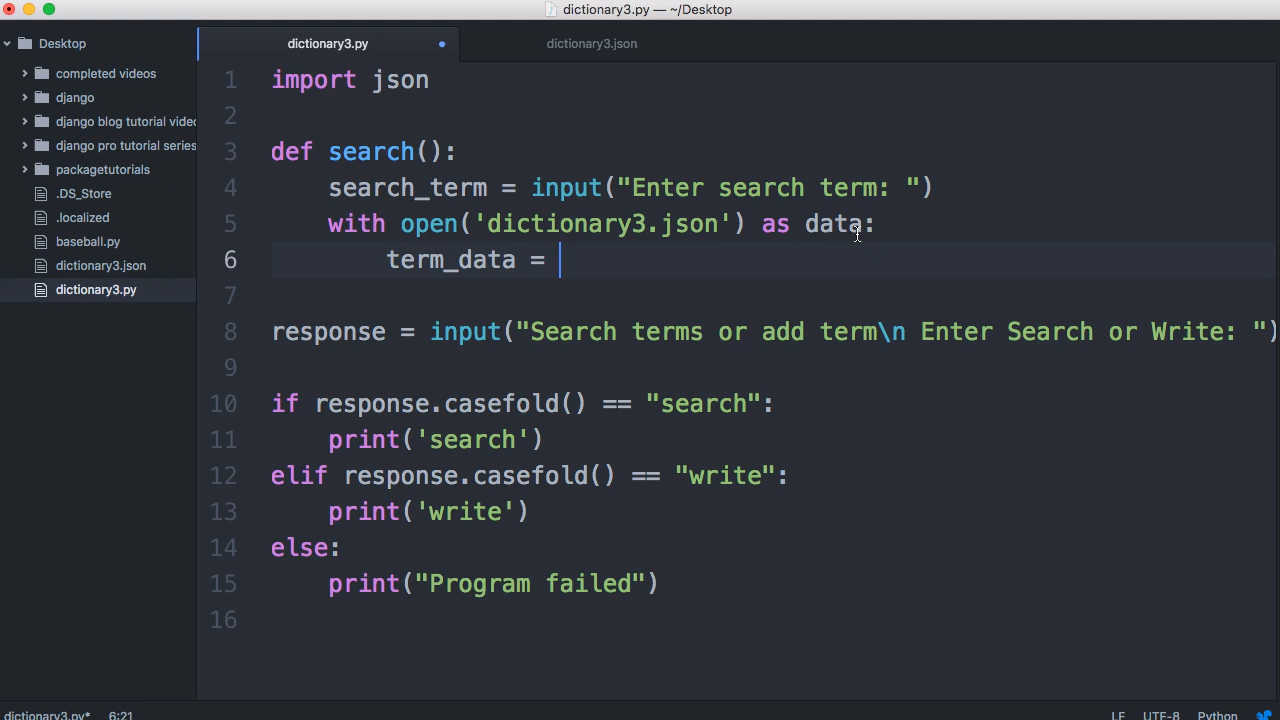 dictionary3.py — ~/Desktop
Desktop
completed videos
django
django blog tutorial vide
django pro tutorial series
packagetutorials
.DS_Store
.localized
baseball.py
dictionary3.json
dictionary3.py
dictionary3.py
dictionary3.json
1 import json
2
3 def search():
4 search_term = input("Enter search term: ")
5 with open('dictionary3.json') as data:
6 term_data =
7
8 response = input("Search terms or add term\n Enter Search or Write: ")
9
10 if response.casefold() == "search":
11 print('search')
12 elif response.casefold() == "write":
13 print('write')
14 else:
15 print("Program failed")
16
dictionary3.py* 6:21 LF UTF-8 Python